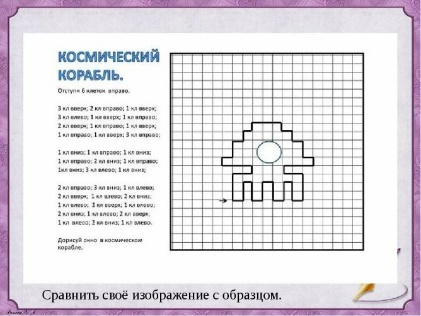 КОСМИЧЕСКИЙ
КОРАБЛЬ.
Отступи 6 клеток вправо.
3 кл вверх; 2 кл вправо; 1 кл вверх;
3 кл влево; 1 кл вверх; 1 кл вправо;
2 кл вверх; 1 кл вправо; 1 кл вверх;
1 кл вправо; 1 кл вверх; 3 кл вправо;
1 кл вниз; 1 кл вправо; 1 кл вниз;
1 кл вправо; 2 кл вниз; 1 кл вправо;
1кл вниз; 3 кл влево; 1 кл вниз;
2 кл вправо; 3 кл вниз; 1 кл влево;
2 кл вверх; 1 кл влево; 2 кл вниз;
1 кл влево; 2 кл вверх; 1 кл влево;
2 кл вниз; 1 кл влево; 2 кл вверх;
1 кл влево; 2 кл вниз; 1 кл влево.
Дорисуй окно в космическом
корабле.
Сравнить своё изображение с образцом.